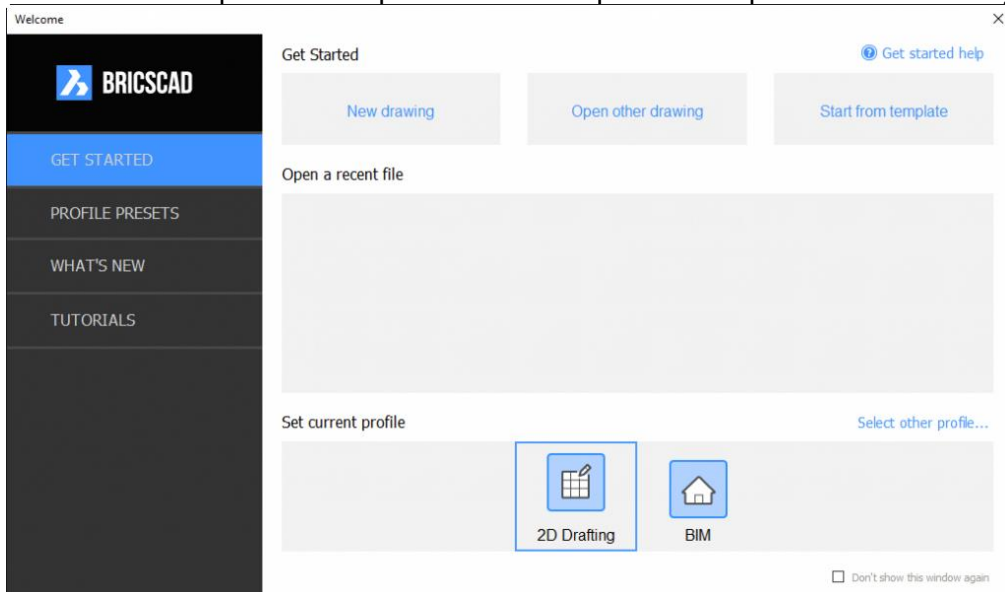 Welcome
BRICSCAD
GET STARTED
PROFILE PRESETS
WHAT'S NEW
TUTORIALS
Get Started
Get started help
New drawing
Open other drawing
Start from template
Open a recent file
Set current profile
Select other profile...
2D Drafting
BIM
Don't show this window again